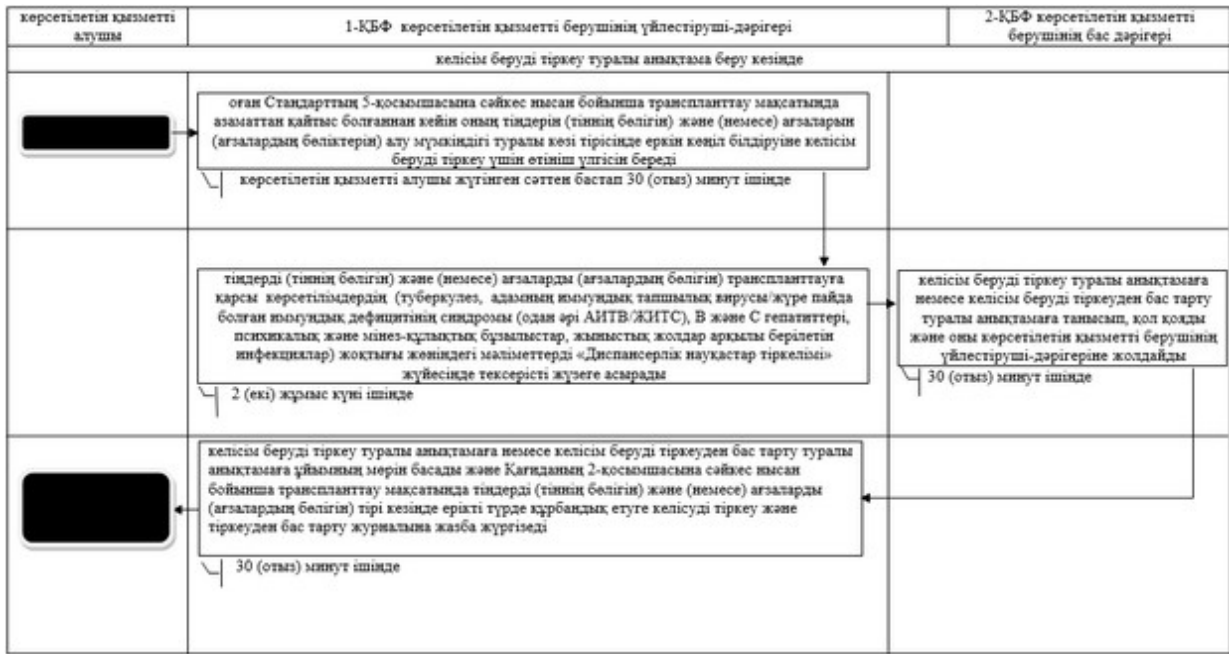 көрсетілетін қызметті
алушы
1-ҚБФ көрсетілетін қызметті берушінің үйлестіруші-дәрігері
2-ҚБФ көрсетілетін қызметті
берушінің бас дәрігері
келісім беруді тіркеу туралы анықтама беру кезінде
оған Стандарттың 5-қосымшасына сәйкес нысан бойынша трансплантtau мақсатында
азаматтан қайтыс болғаннан кейін оның тіндерін (тіннің бөлігін) және (немесе) ағзаларын
(ағзалардың бөліктерін) алу мүмкіндігі туралы көзі тірісінде еркін көңіл білдіруіне келісім
беруді тіркеу үшін өтініш үлгісін береді
көрсетілетін қызметті алушы жүгінген сәттен бастап 30 (отыз) минут ішінде
тіндерді (тіннің бөлігін) және (немесе) ағзаларды (ағзалардың бөлігін) трансплантtauға
қарсы көрсетілімдердің (туберкулез, адамның иммундық тапшылық вирусы/жүре пайда
болған иммундық дефицитінің синдромы (одан әрі АИТВ/ЖИТС), В және С гепатиттері,
психикалық және мінез-құлықтық бұзылыстар, жыныстық жолдар арқылы берілетін
инфекциялар) жоқтығы жөніндегі мәліметтерді «Диспансерлік науқастар тіркелімі»
жүйесінде тексерісті жүзеге асырады
2 (екі) жұмыс күні ішінде
келісім беруді тіркеу туралы анықтамаға
немесе келісім беруді тіркеуден бас тарту
туралы анықтамаға танысып, қол қояды
және оны көрсетілетін қызметті берушінің
үйлестіруші-дәрігеріне жолдайды
30 (отыз) минут ішінде
келісім беруді тіркеу туралы анықтамаға немесе келісім беруді тіркеуден бас тарту туралы
анықтамаға ұйымның мөрін басады және Қағиданың 2-қосымшасына сәйкес нысан
бойынша трансплантtau мақсатында тіндерді (тіннің бөлігін) және (немесе) ағзаларды
(ағзалардың бөлігін) тірі кезінде ерікті түрде құрбандық етуге келісуді тіркеу және
тіркеуден бас тарту журналына жазба жүргізеді
30 (отыз) минут ішінде